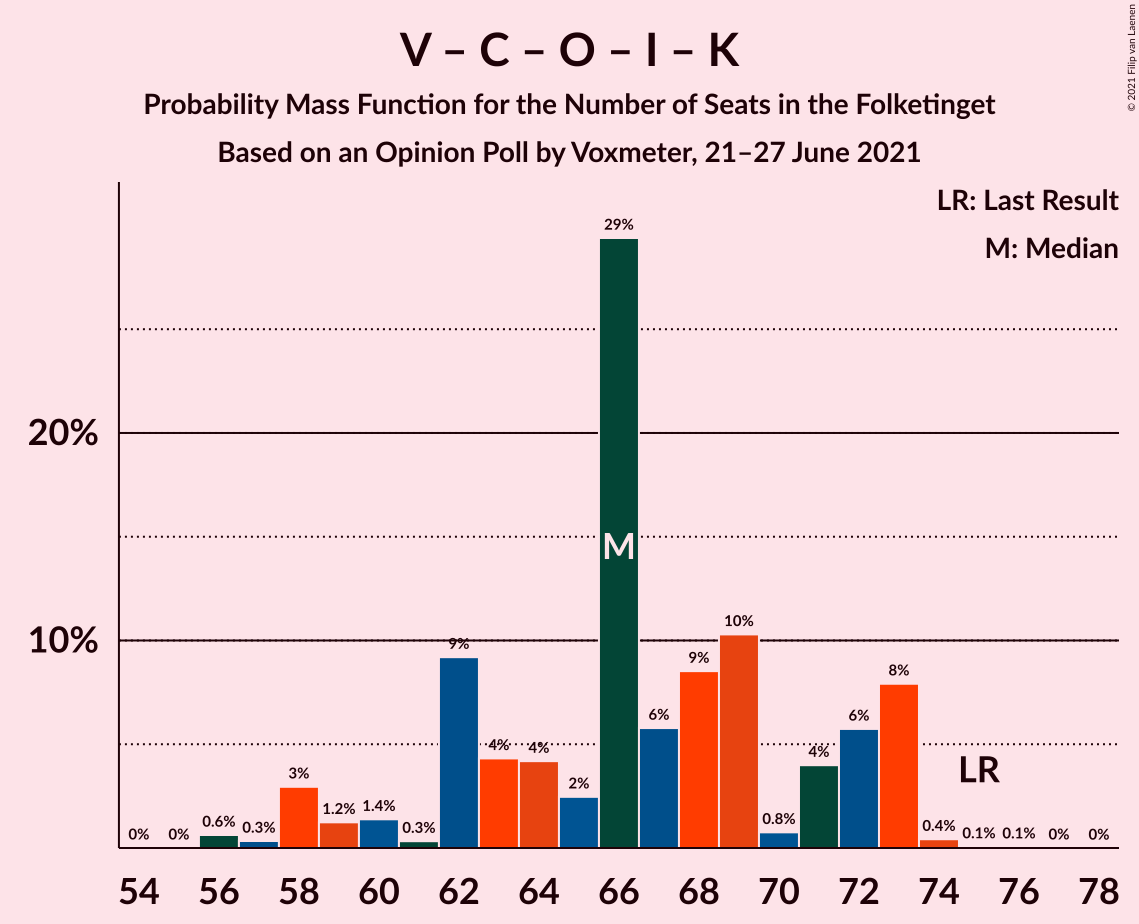 V – C – O – I – K
Probability Mass Function for the Number of Seats in the Folketinget
Based on an Opinion Poll by Voxmeter, 21–27 June 2021
© 2021 Filip van Laenen
LR: Last Result
M: Median
20%
10%
0% 0% 0.6% 0.3% 3% 1.2% 1.4% 0.3% 9% 4% 4% 2% 29% 6% 9% 10% 0.8% 4% 6% 8% 0.4% 0.1% 0.1% 0% 0%
M
LR
54 56 58 60 62 64 66 68 70 72 74 76 78